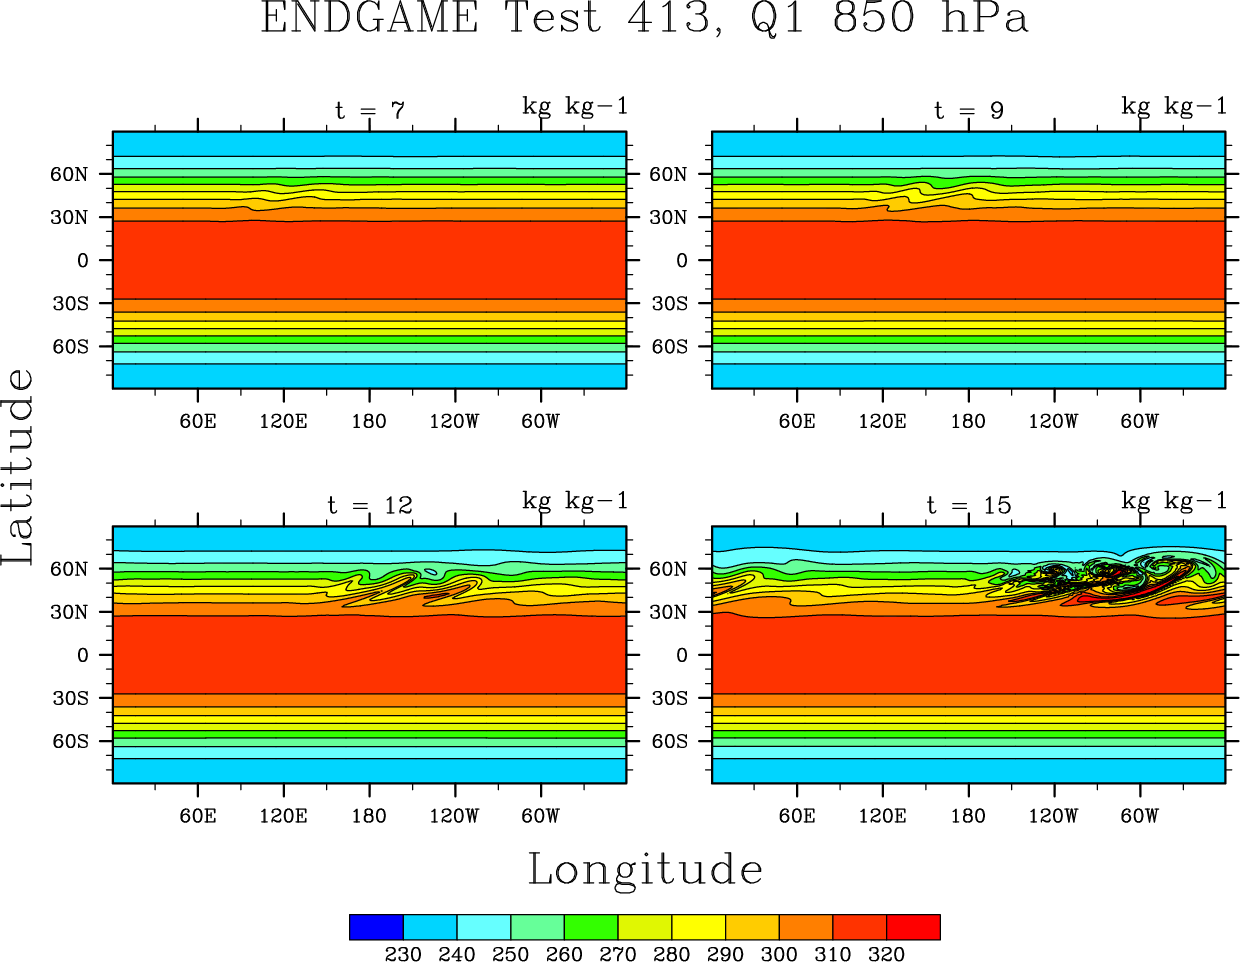 ENDGAME Test 413, Q1 850 hPa
t = 7 kg kg−1
t = 9 kg kg−1
60N
30N
0
30S
60S
60N
30N
0
30S
60S
60E 120E 180 120W 60W
60E 120E 180 120W 60W
Latitude
t = 12 kg kg−1
t = 15 kg kg−1
60N
30N
0
30S
60S
60N
30N
0
30S
60S
60E 120E 180 120W 60W
60E 120E 180 120W 60W
Longitude
230 240 250 260 270 280 290 300 310 320